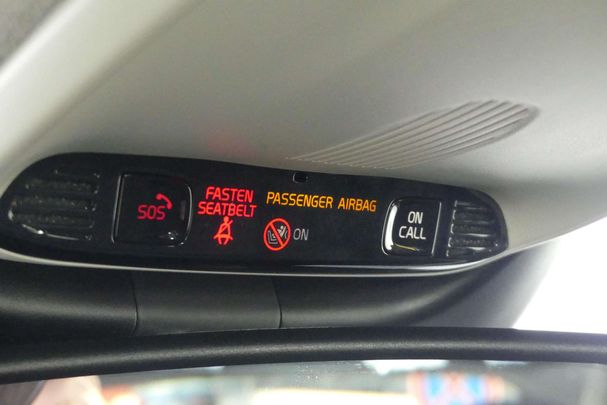 SOS
FASTEN
SEATBELT
PASSENGER AIRBAG
ON
ON
CALL